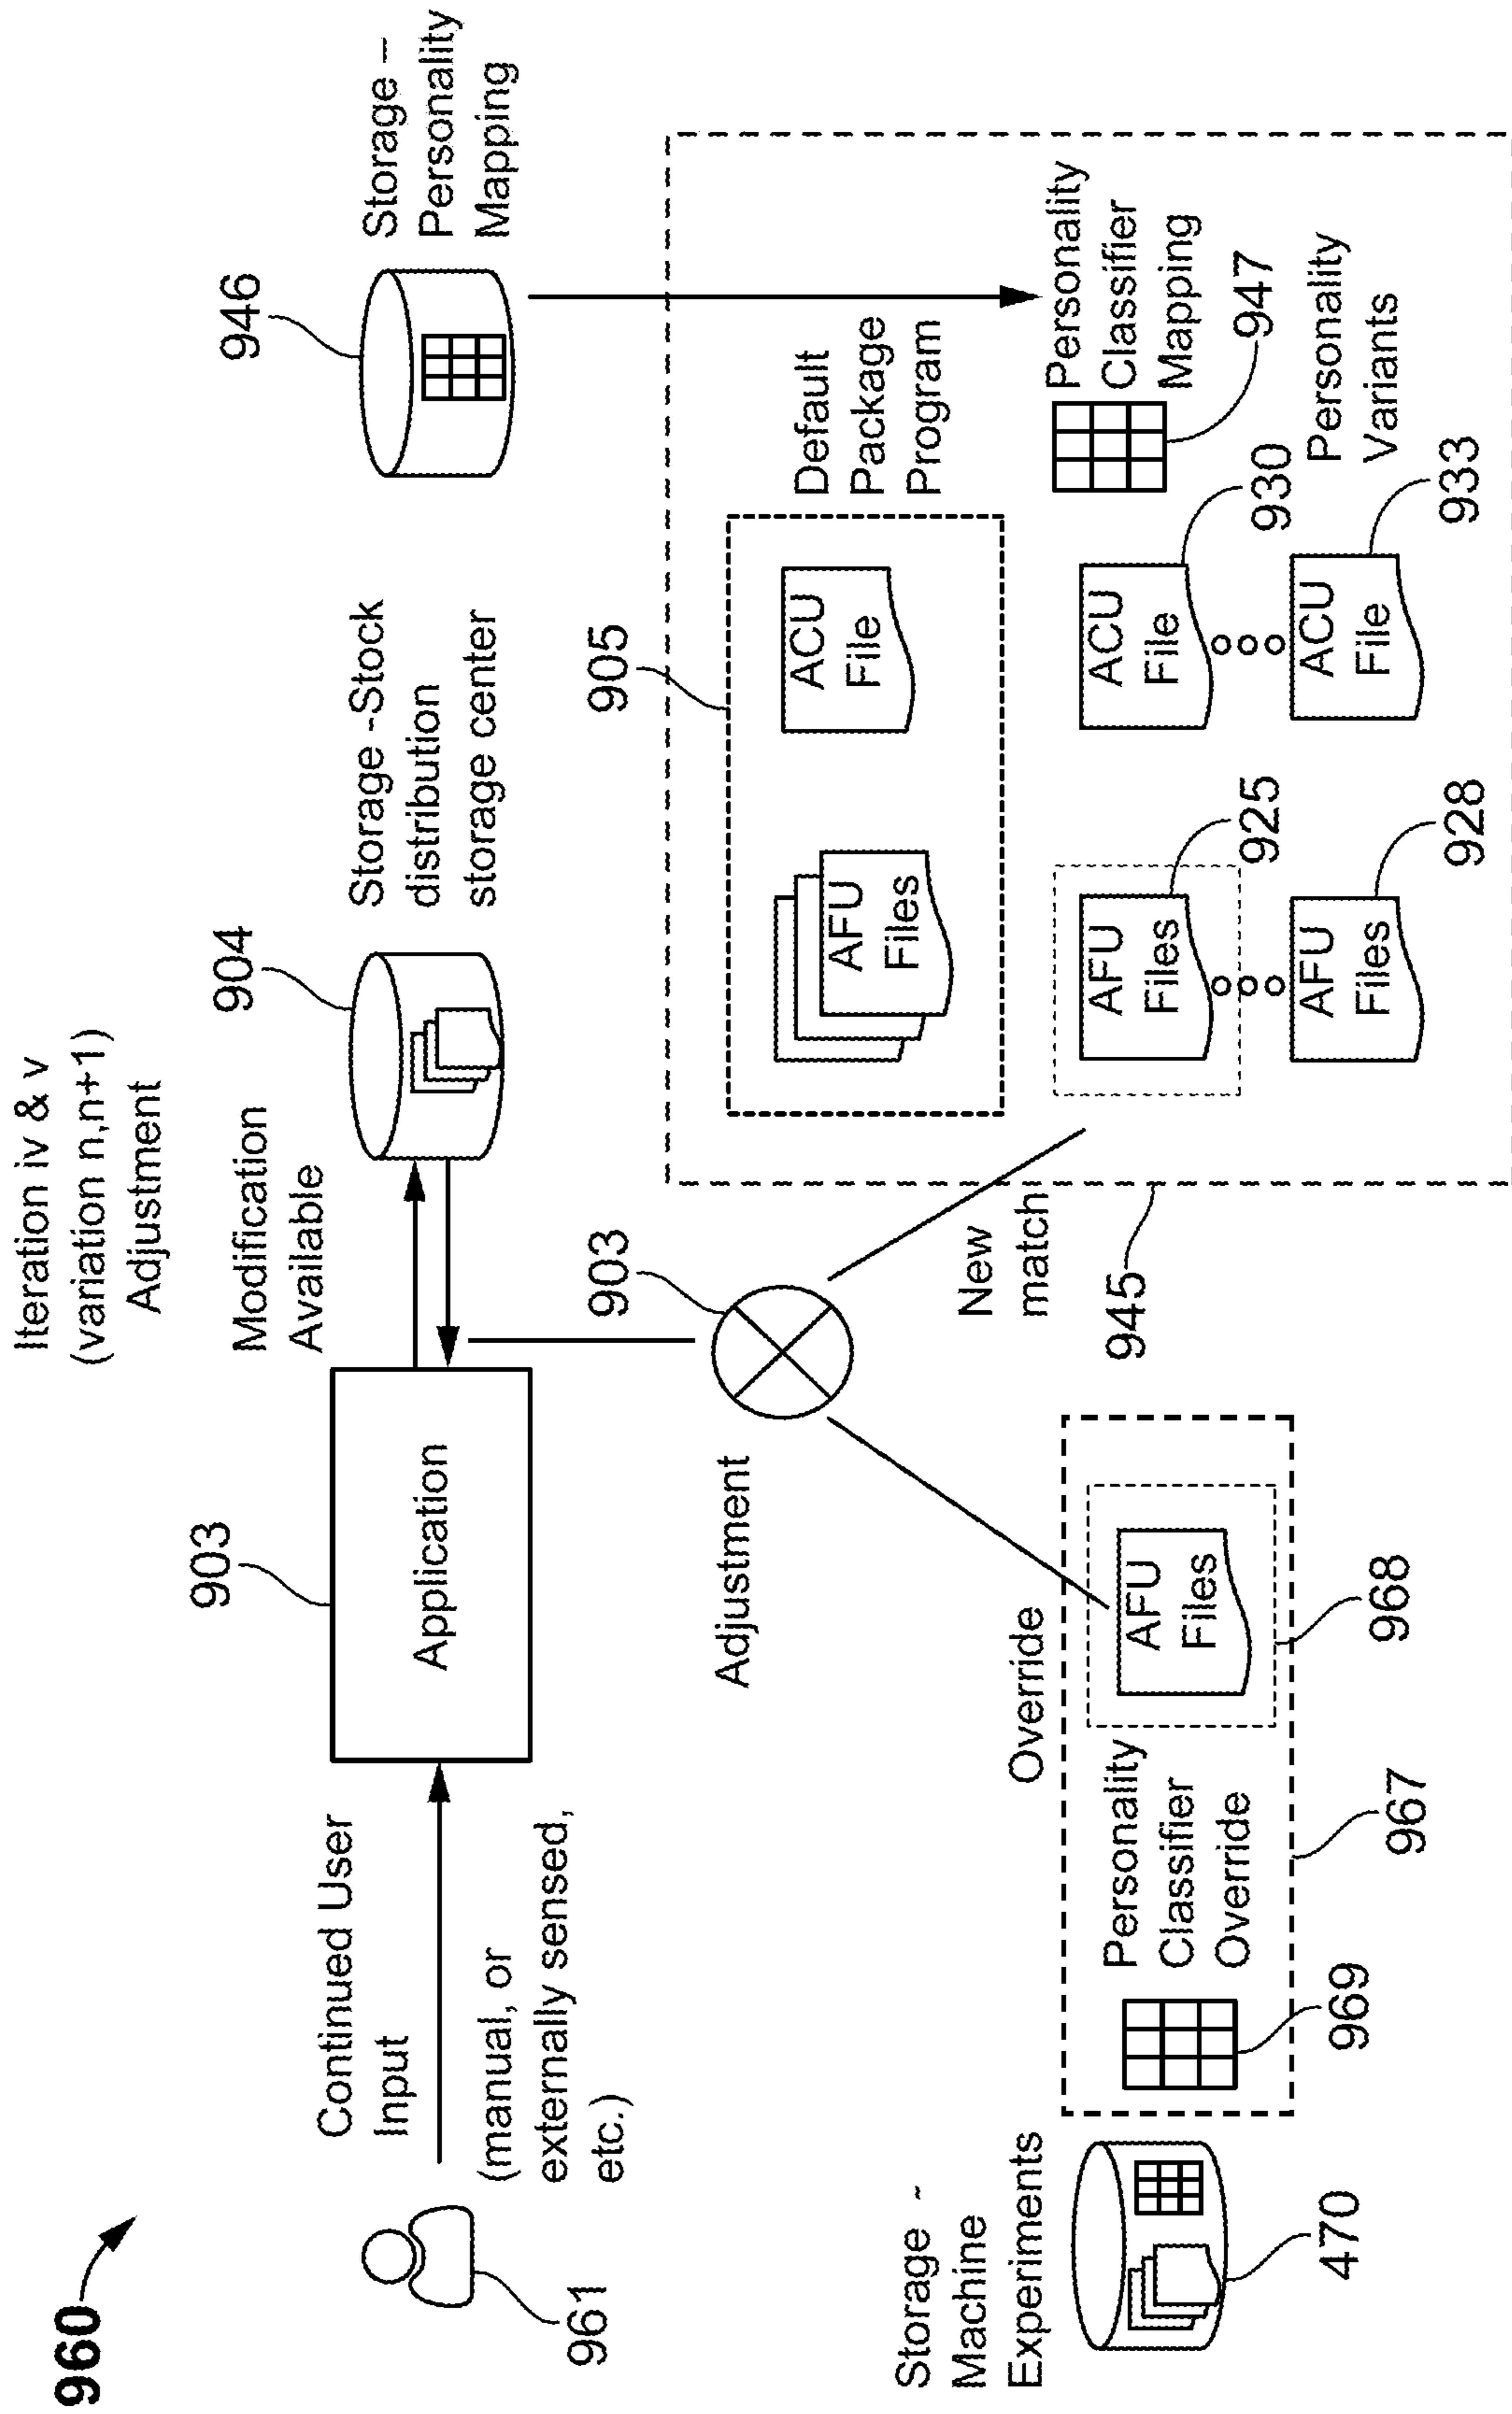 960
Iteration iv & v
(variation n,n+1)
Adjustment
961
Continued User
Input
(manual, or
externally sensed,
etc.)
903
Application
Modification
Available
904
Storage -Stock
distribution
storage center
946
Storage –
Personality
Mapping
Adjustment
903
905
Default
Package
Program
AFU
Files
ACU
File
Override
New
match
945
Storage -
Machine
Experiments
470
969
Personality
Classifier
Override
967
AFU
Files
968
AFU
Files
925
ACU
File
930
Personality
Classifier
Mapping
947
AFU
Files
928
ACU
File
933
Personality
Variants